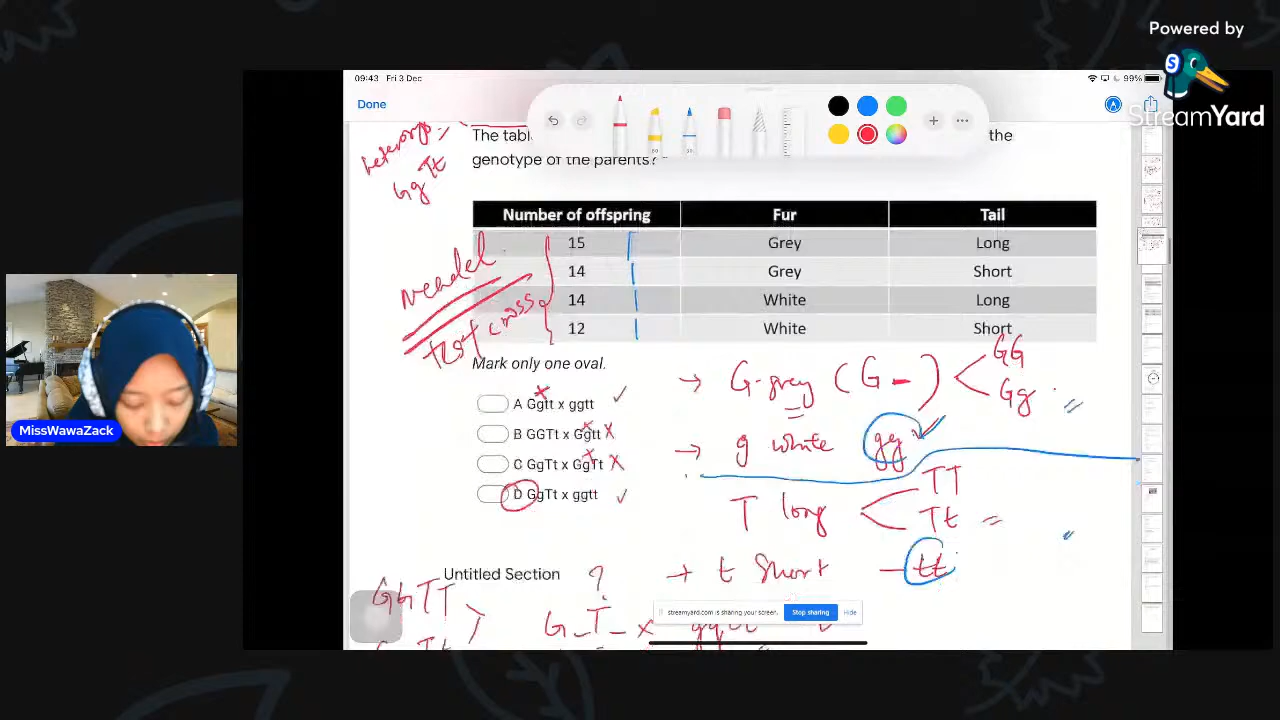 Powered by
StreamYard
09:43 Fri 3 Dec
99%
Done
The tabl
the
genotype of the parents?
Gg Tt
Number of offspring Fur Tail
15 Grey Long
14 Grey Short
14 White Long
12 White Short
test cross
Mark only one oval.
A Ggtt x ggtt
B GGTt x Ggtt
C GgTt x GgTt
D GgTt x ggtt
G-grey (G-)
GG
Gg
g white gg
T long
TT
Tt
t short - tt
Untitled Section
?
streamyard.com is sharing your screen.
Stop sharing
Hide
G_T_ x
MissWawaZack